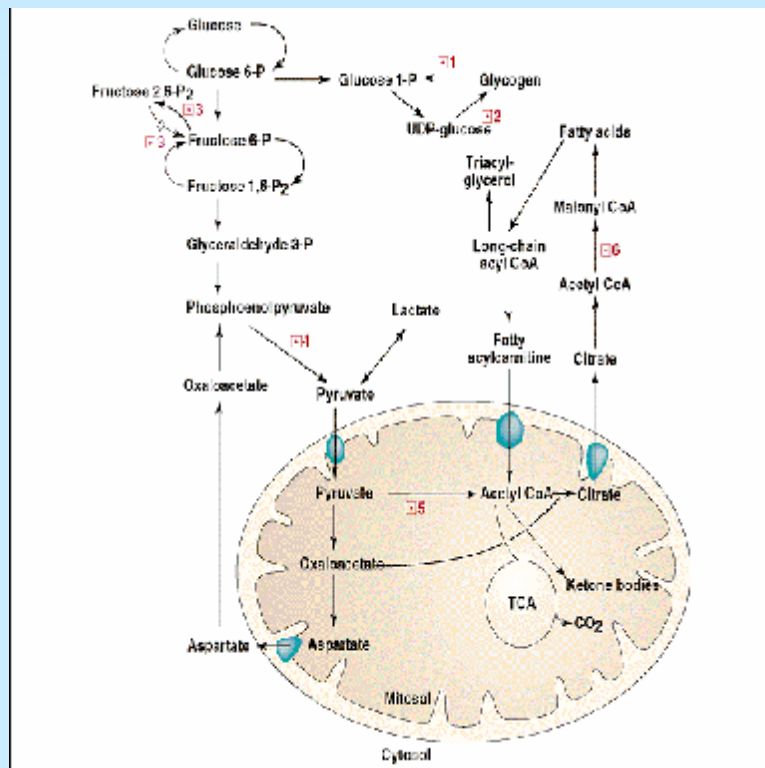 Glucose
Glucose 6-P
Glucose 1-P
1
Glycogen
Fructose 2,6-P2
3
3
2
UDP-glucose
Fructose 6-P
Fatty acids
Triacyl-
glycerol
Fructose 1,6-P2
Malonyl CoA
Glyceraldehyde 3-P
Long-chain
acyl CoA
6
Acetyl CoA
Phosphoenolpyruvate
Lactate
4
Fatty
acylcarnitine
Citrate
Oxaloacetate
Pyruvate
Pyruvate
Acetyl CoA
Citrate
5
Oxaloacetate
Ketone bodies
TCA
CO2
Aspartate
Aspartate
Mitosol
Cytosol